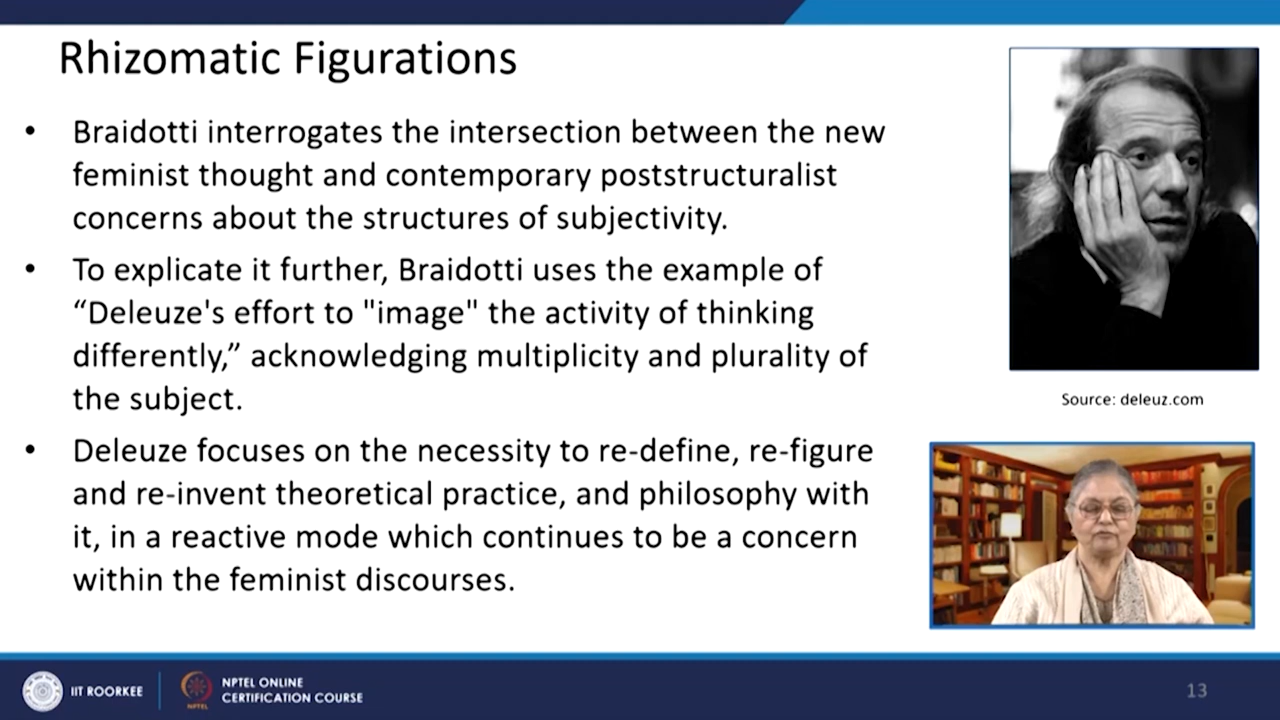 Rhizomatic Figurations
• Braidotti interrogates the intersection between the new
feminist thought and contemporary poststructuralist
concerns about the structures of subjectivity.
• To explicate it further, Braidotti uses the example of
“Deleuze's effort to "image" the activity of thinking
differently,” acknowledging multiplicity and plurality of
the subject.
• Deleuze focuses on the necessity to re-define, re-figure
and re-invent theoretical practice, and philosophy with
it, in a reactive mode which continues to be a concern
within the feminist discourses.
Source: deleuz.com
IIT ROORKEE
NPTEL
NPTEL ONLINE
CERTIFICATION COURSE
13